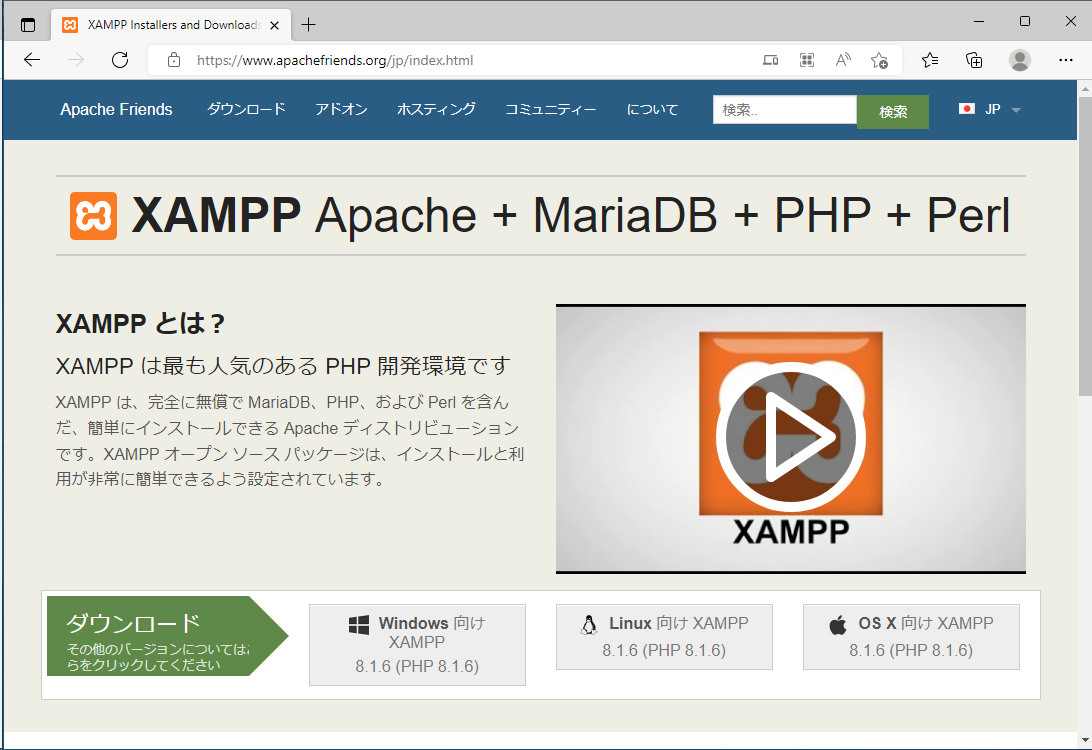 XAMPP Installers and Downloads
https://www.apachefriends.org/jp/index.html
Apache Friends ダウンロード アドオン ホスティング コミュニティー について 検索.. 検索 JP
XAMPP Apache + MariaDB + PHP + Perl
XAMPP とは？
XAMPP は最も人気のある PHP 開発環境です
XAMPP は、完全に無償で MariaDB、PHP、および Perl を含ん
だ、簡単にインストールできる Apache ディストリビューション
です。XAMPP オープン ソース パッケージは、インストールと利
用が非常に簡単できるよう設定されています。
XAMPP
ダウンロード
その他のバージョンについては
らをクリックしてください
Windows 向け
XAMPP
8.1.6 (PHP 8.1.6)
Linux 向け XAMPP
8.1.6 (PHP 8.1.6)
OS X 向け XAMPP
8.1.6 (PHP 8.1.6)